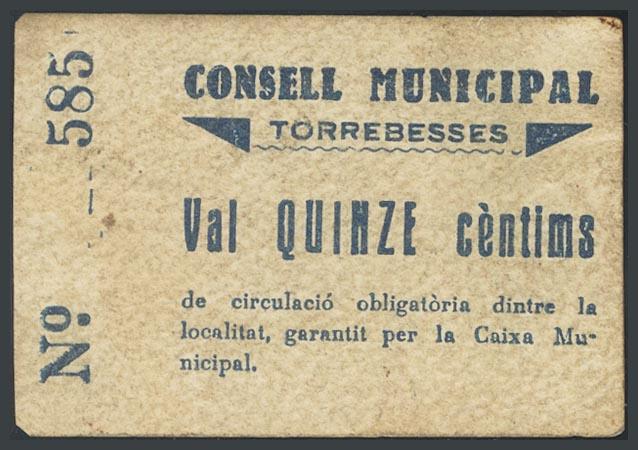 Nº 585
CONSELL MUNICIPAL
TORREBESSES
Val QUINZE cèntims
de circulació obligatòria dintre la
localitat, garantit per la Caixa Mu-
nicipal.